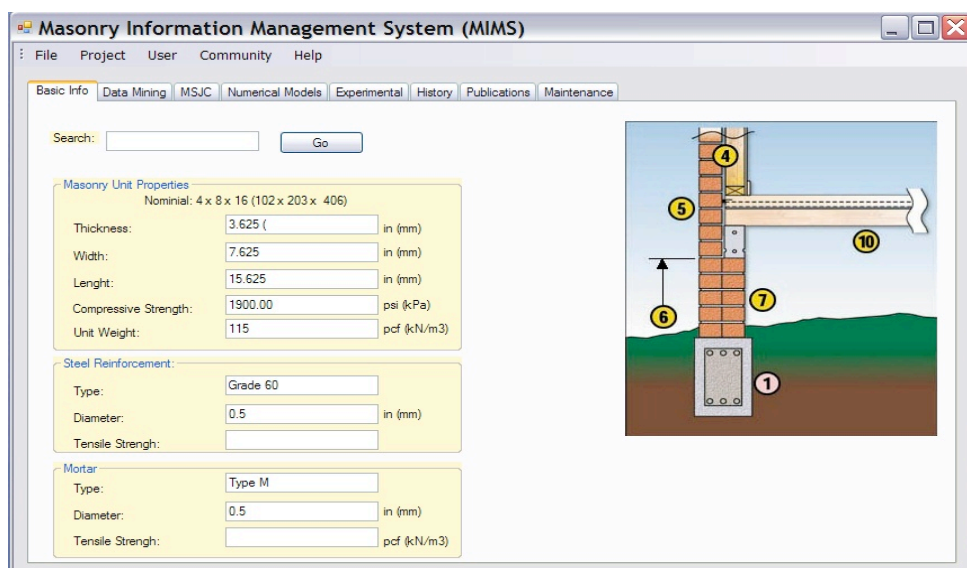 Masonry Information Management System (MIMS)
File Project User Community Help
Basic Info Data Mining MSJC Numerical Models Experimental History Publications Maintenance
Search: Go
Masonry Unit Properties
Nominial: 4 x 8 x 16 (102 x 203 x 406)
Thickness: 3.625 ( in (mm)
Width: 7.625 in (mm)
Lenght: 15.625 in (mm)
Compressive Strength: 1900.00 psi (kPa)
Unit Weight: 115 pcf (kN/m3)
Steel Reinforcement:
Type: Grade 60
Diameter: 0.5 in (mm)
Tensile Strengh:
Mortar
Type: Type M
Diameter: 0.5 in (mm)
Tensile Strengh: pcf (kN/m3)
4
5
10
6
7
1